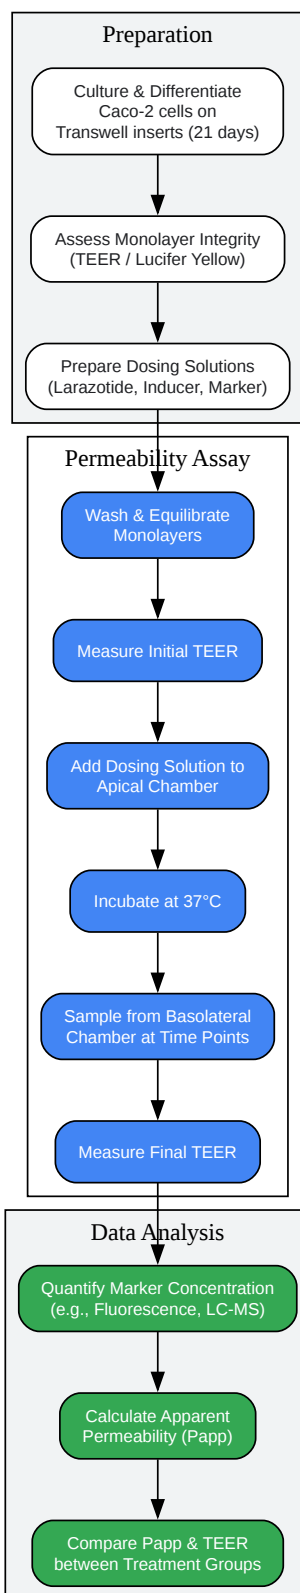 Preparation
Culture & Differentiate
Caco-2 cells on
Transwell inserts (21 days)
Assess Monolayer Integrity
(TEER / Lucifer Yellow)
Prepare Dosing Solutions
(Larazotide, Inducer, Marker)
Permeability Assay
Wash & Equilibrate
Monolayers
Measure Initial TEER
Add Dosing Solution to
Apical Chamber
Incubate at 37°C
Sample from Basolateral
Chamber at Time Points
Measure Final TEER
Data Analysis
Quantify Marker Concentration
(e.g., Fluorescence, LC-MS)
Calculate Apparent
Permeability (Papp)
Compare Papp & TEER
between Treatment Groups